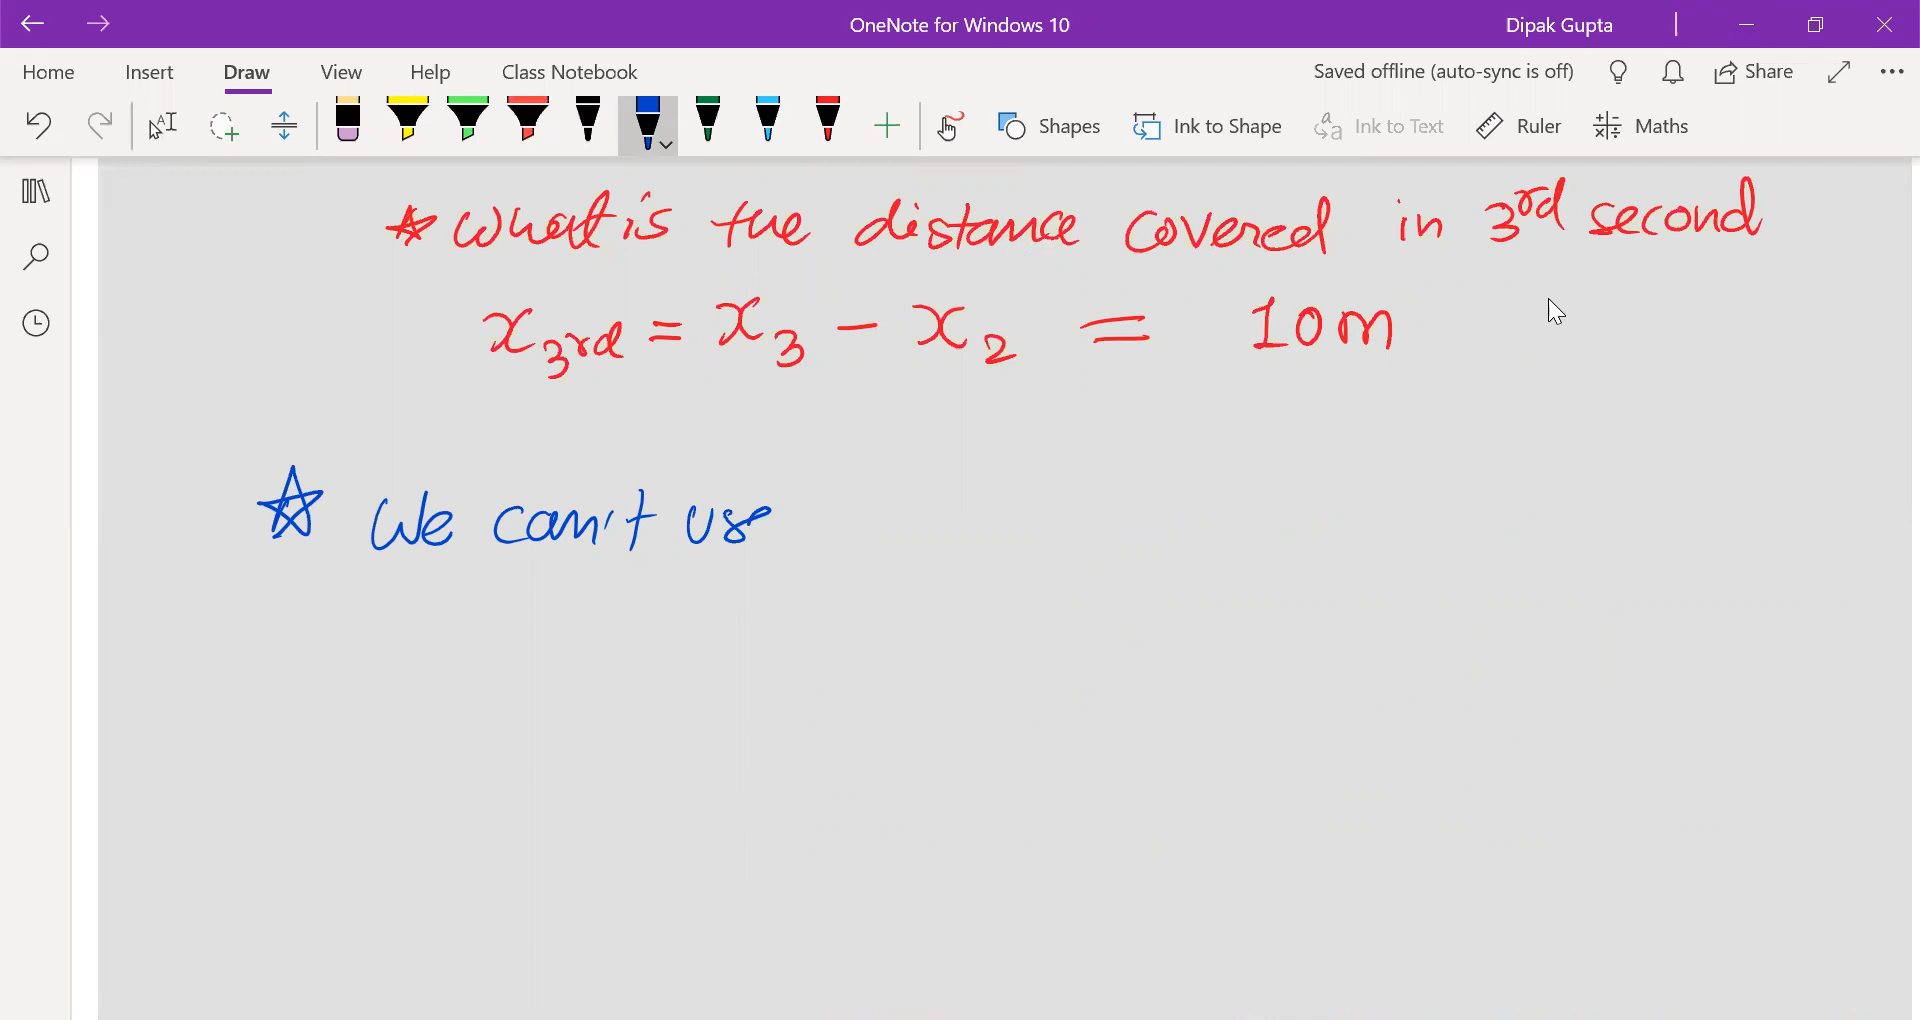 OneNote for Windows 10
Dipak Gupta
Home Insert Draw View Help Class Notebook
Saved offline (auto-sync is off) Share
Shapes Ink to Shape Ink to Text Ruler Maths
* What is the distance covered in 3rd second
x3rd = x3 − x2 = 10m
☆ We can't use